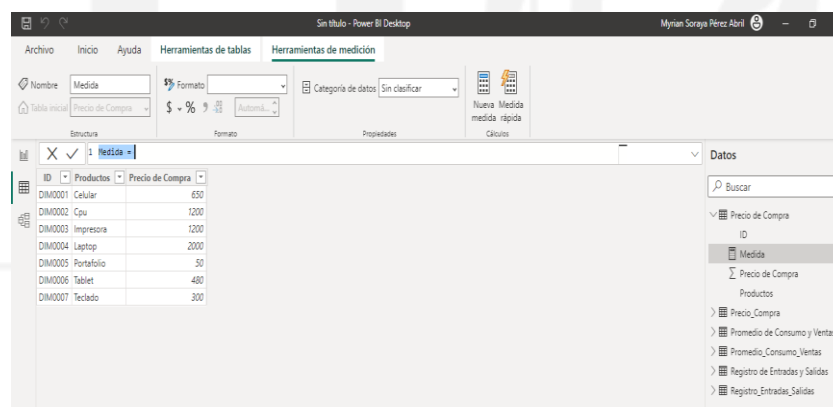 Sin título - Power BI Desktop
Myrian Soraya Pérez Abril
Archivo Inicio Ayuda Herramientas de tablas Herramientas de medición
Nombre Medida
Formato
Categoría de datos Sin clasificar
Tabla inicial Precio de Compra
$ % 9 Automá...
Nueva medida
Medida rápida
Estructura Formato Propiedades Cálculos
1 Medida =
ID Productos Precio de Compra
DIM0001 Celular 650
DIM0002 Cpu 1200
DIM0003 Impresora 1200
DIM0004 Laptop 2000
DIM0005 Portafolio 50
DIM0006 Tablet 480
DIM0007 Teclado 300
Datos
Buscar
Precio de Compra
ID
Medida
Precio de Compra
Productos
Precio_Compra
Promedio de Consumo y Ventas
Promedio_Consumo_Ventas
Registro de Entradas y Salidas
Registro_Entradas_Salidas